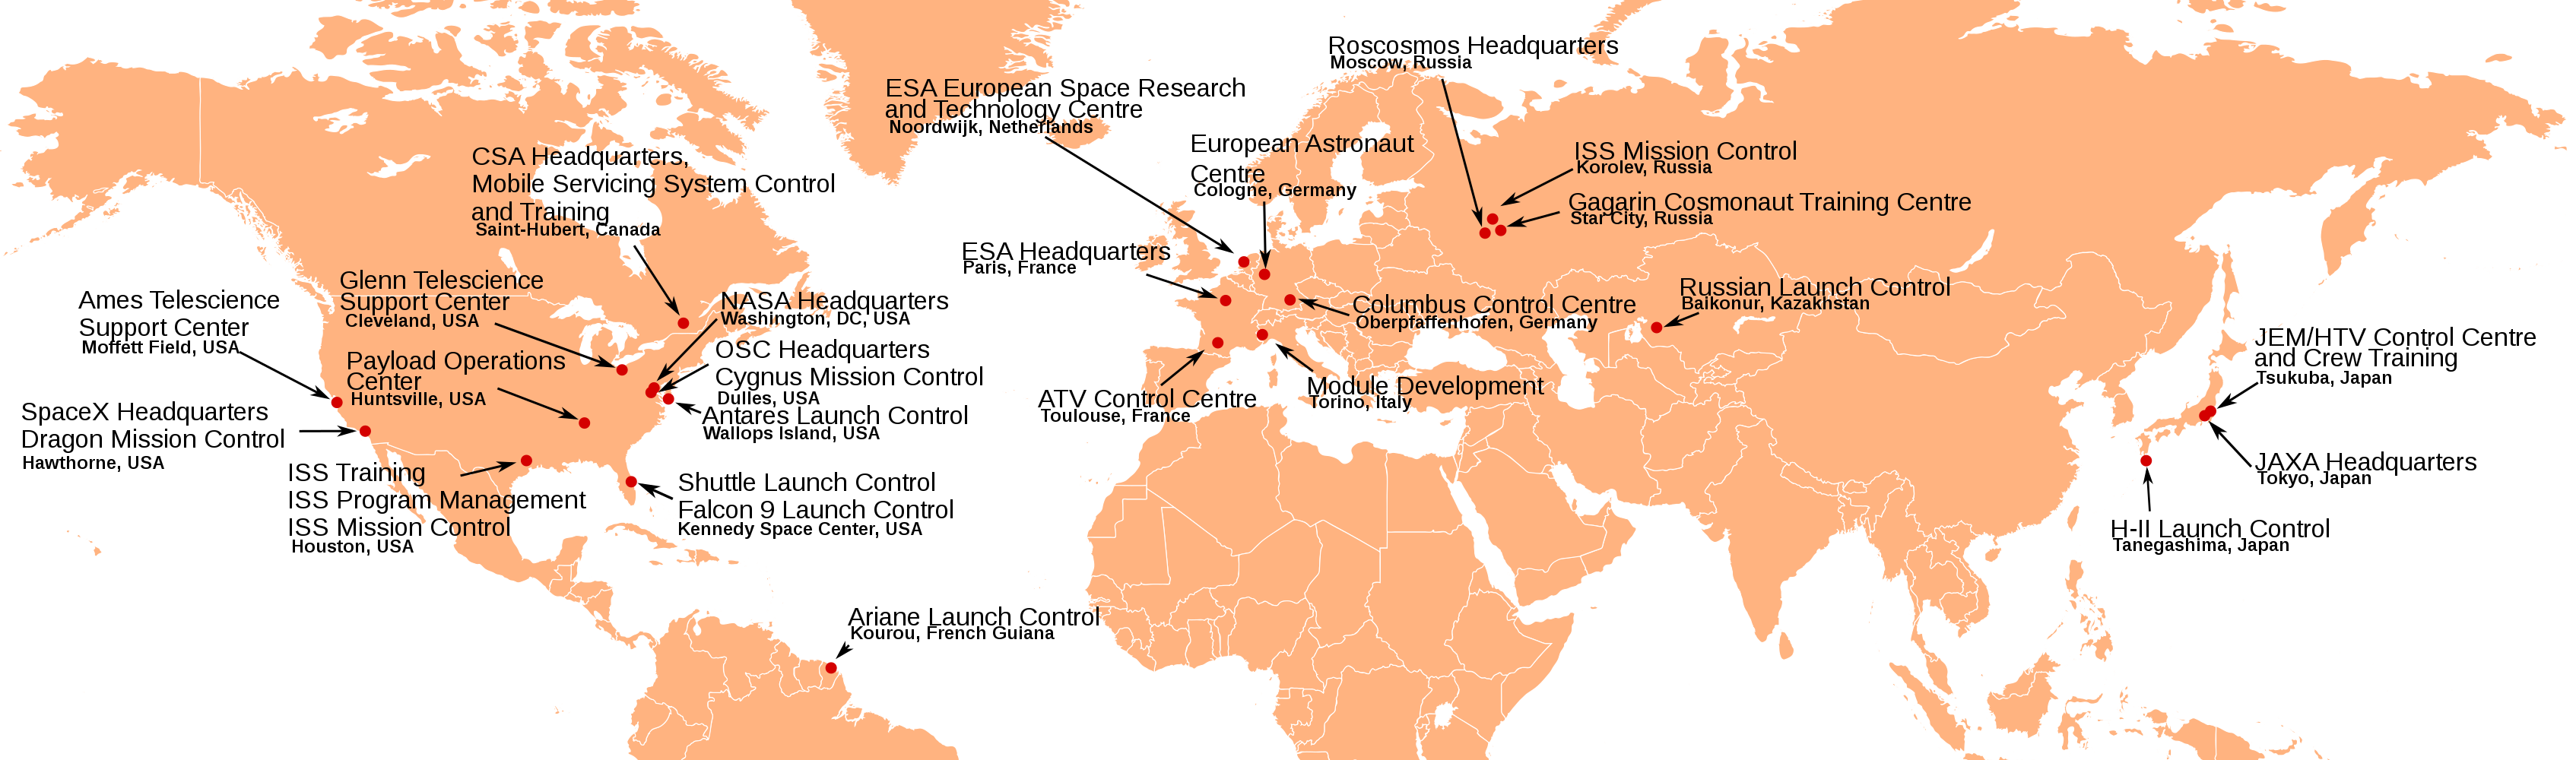 Roscosmos Headquarters
Moscow, Russia
ESA European Space Research
and Technology Centre
Noordwijk, Netherlands
European Astronaut
Centre
Cologne, Germany
ISS Mission Control
Korolev, Russia
Gagarin Cosmonaut Training Centre
Star City, Russia
CSA Headquarters,
Mobile Servicing System Control
and Training
Saint-Hubert, Canada
ESA Headquarters
Paris, France
Glenn Telescience
Support Center
Cleveland, USA
Ames Telescience
Support Center
Moffett Field, USA
NASA Headquarters
Washington, DC, USA
Columbus Control Centre
Oberpfaffenhofen, Germany
Russian Launch Control
Baikonur, Kazakhstan
JEM/HTV Control Centre
and Crew Training
Tsukuba, Japan
OSC Headquarters
Cygnus Mission Control
Dulles, USA
Payload Operations
Center
Huntsville, USA
Antares Launch Control
Wallops Island, USA
ATV Control Centre
Toulouse, France
Module Development
Torino, Italy
SpaceX Headquarters
Dragon Mission Control
Hawthorne, USA
ISS Training
ISS Program Management
ISS Mission Control
Houston, USA
Shuttle Launch Control
Falcon 9 Launch Control
Kennedy Space Center, USA
JAXA Headquarters
Tokyo, Japan
H-II Launch Control
Tanegashima, Japan
Ariane Launch Control
Kourou, French Guiana